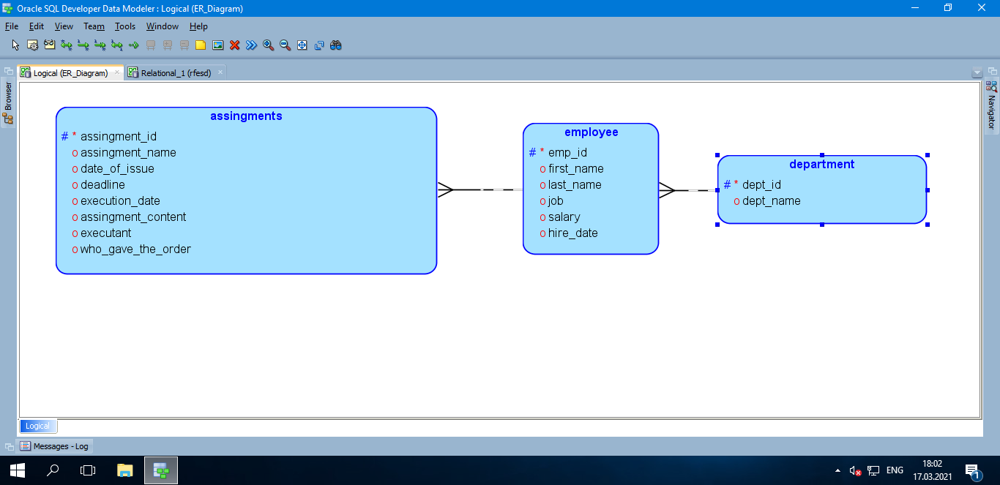 Oracle SQL Developer Data Modeler : Logical (ER_Diagram)
File Edit View Team Tools Window Help
Logical (ER_Diagram) × Relational_1 (rfesd) ×
Browser
Navigator
assingments
# * assingment_id
o assingment_name
o date_of_issue
o deadline
o execution_date
o assingment_content
o executant
o who_gave_the_order
employee
# * emp_id
o first_name
o last_name
o job
o salary
o hire_date
department
# * dept_id
o dept_name
Logical
Messages - Log
ENG
18:02
17.03.2021
1